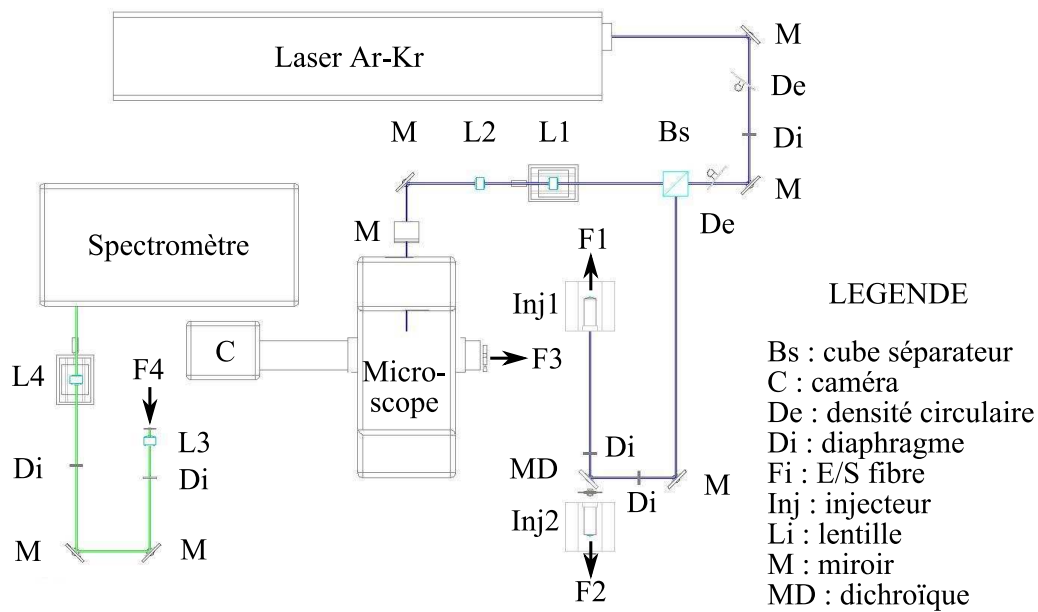 Laser Ar-Kr
M
De
Di
M
De
Bs
L1
L2
M
M
Spectromètre
C
Micro-
scope
F3
F1
Inj1
Di
MD
Di
M
Inj2
F2
L4
F4
L3
Di
Di
M
M
LEGENDE
Bs : cube séparateur
C : caméra
De : densité circulaire
Di : diaphragme
Fi : E/S fibre
Inj : injecteur
Li : lentille
M : miroir
MD : dichroïque